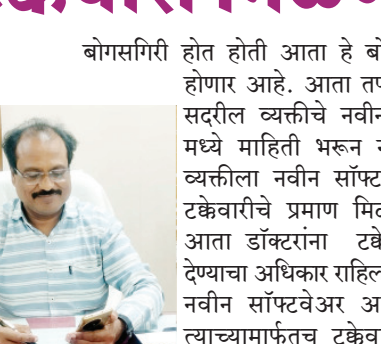 बोगसगिरी होत होती आता हे
होणार आहे. आता
सदरील व्यक्तीचे नवीन
मध्ये माहिती भरून
व्यक्तीला नवीन
टक्केवारीचे प्रमाण
आता डॉक्टरांना
देण्याचा अधिकार
नवीन सॉफ्टवेअर
त्याच्यामार्फतच